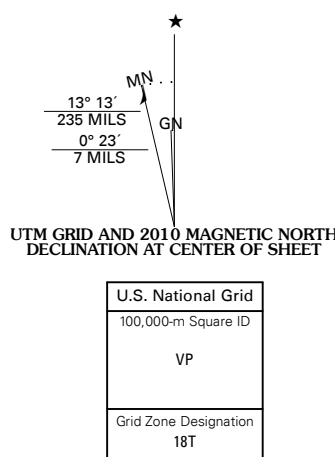 ★
MN
13° 13´
235 MILS
GN
0° 23´
7 MILS
UTM GRID AND 2010 MAGNETIC NORTH
DECLINATION AT CENTER OF SHEET
U.S. National Grid
100,000-m Square ID
VP
Grid Zone Designation
18T